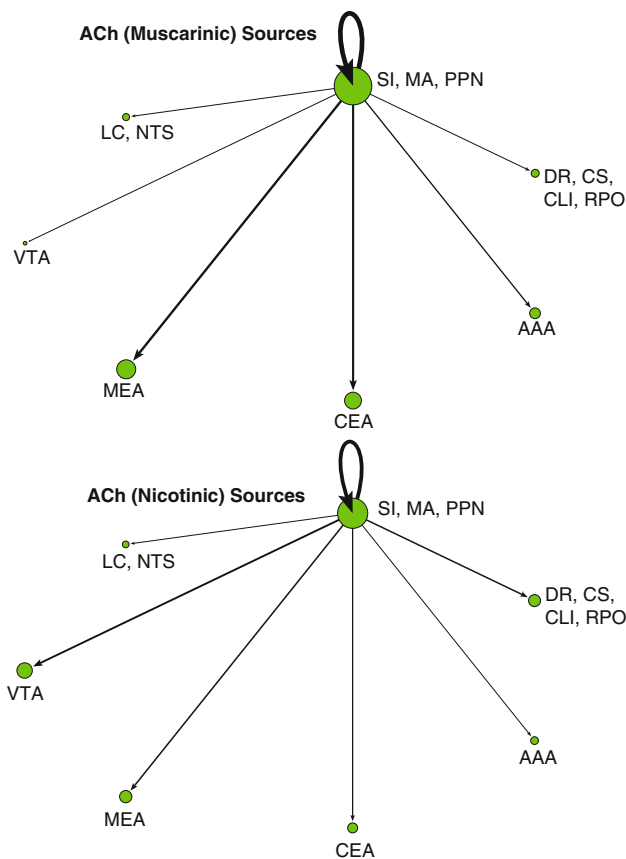 ACh (Muscarinic) Sources
SI, MA, PPN
LC, NTS
DR, CS,
CLI, RPO
VTA
AAA
MEA
CEA
ACh (Nicotinic) Sources
SI, MA, PPN
LC, NTS
DR, CS,
CLI, RPO
VTA
AAA
MEA
CEA